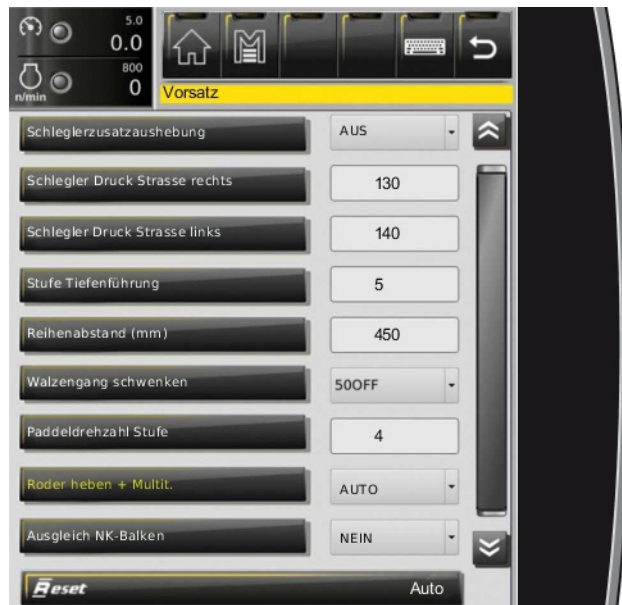 5.0
0.0
800
n/min 0
Vorsatz
Schleglerzusatzaushebung AUS
Schlegler Druck Strasse rechts 130
Schlegler Druck Strasse links 140
Stufe Tiefenführung 5
Reihenabstand (mm) 450
Walzengang schwenken 50OFF
Paddeldrehzahl Stufe 4
Roder heben + Multit. AUTO
Ausgleich NK-Balken NEIN
Reset Auto